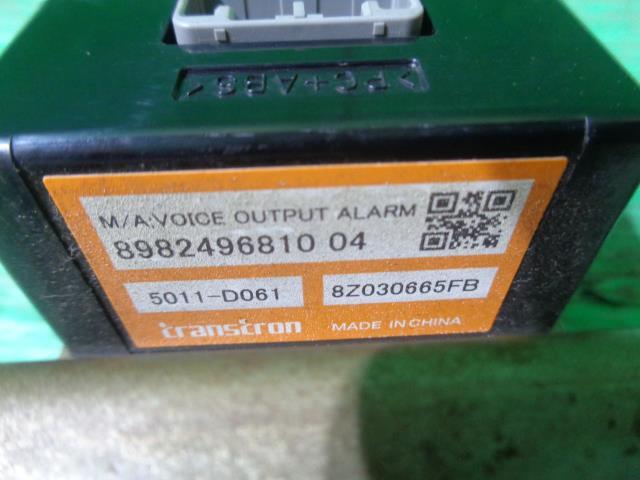 >PC+ABS<
M/A;VOICE OUTPUT ALARM
8982496810 04
5011-D061
8Z030665FB
transtron
MADE IN CHINA